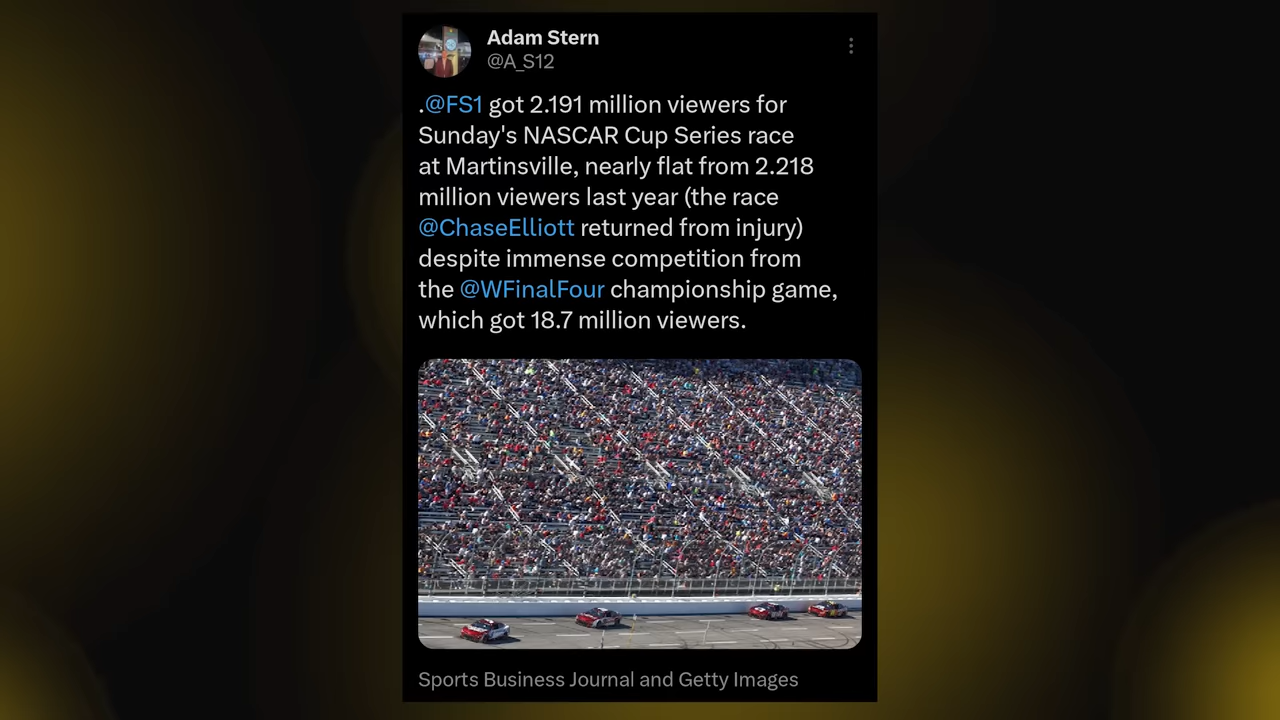 Adam Stern
@A_S12
.@FS1 got 2.191 million viewers for
Sunday's NASCAR Cup Series race
at Martinsville, nearly flat from 2.218
million viewers last year (the race
@ChaseElliott returned from injury)
despite immense competition from
the @WFinalFour championship game,
which got 18.7 million viewers.
Sports Business Journal and Getty Images